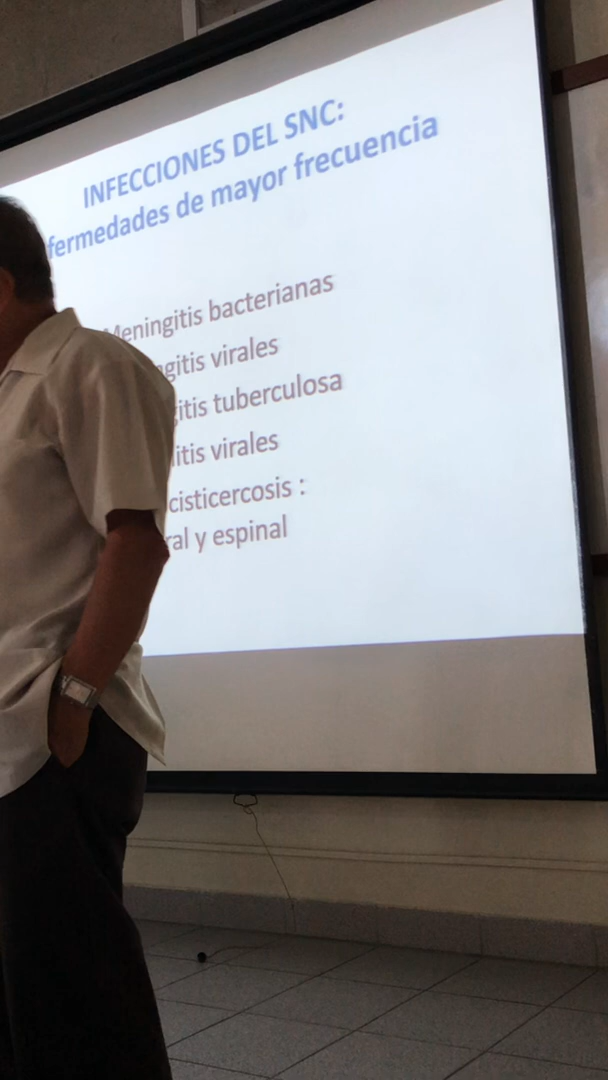 INFECCIONES DEL SNC:
fermedades de mayor frecuencia
Meningitis bacterianas
gitis virales
gitis tuberculosa
itis virales
cisticercosis :
ral y espinal